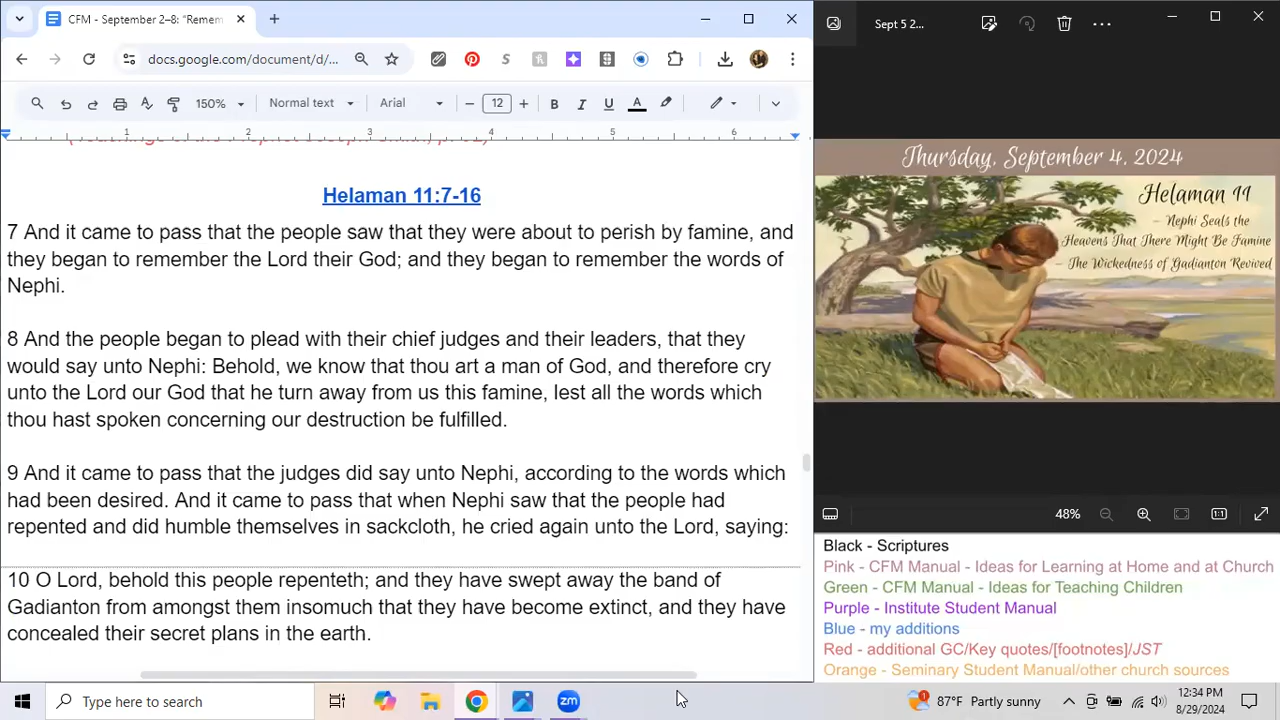 CFM - September 2–8: “Remem
docs.google.com/document/d/...
150%
Normal text
Arial
12
1 2 3 4 5 6
Helaman 11:7-16
7 And it came to pass that the people saw that they were about to perish by famine, and
they began to remember the Lord their God; and they began to remember the words of
Nephi.
8 And the people began to plead with their chief judges and their leaders, that they
would say unto Nephi: Behold, we know that thou art a man of God, and therefore cry
unto the Lord our God that he turn away from us this famine, lest all the words which
thou hast spoken concerning our destruction be fulfilled.
9 And it came to pass that the judges did say unto Nephi, according to the words which
had been desired. And it came to pass that when Nephi saw that the people had
repented and did humble themselves in sackcloth, he cried again unto the Lord, saying:
10 O Lord, behold this people repenteth; and they have swept away the band of
Gadianton from amongst them insomuch that they have become extinct, and they have
concealed their secret plans in the earth.
Sept 5 2...
Thursday, September 4, 2024
Helaman 11
– Nephi Seals the
Heavens That There Might Be Famine
– The Wickedness of Gadianton Revived
48%
1:1
Black - Scriptures
Pink - CFM Manual - Ideas for Learning at Home and at Church
Green - CFM Manual - Ideas for Teaching Children
Purple - Institute Student Manual
Blue - my additions
Red - additional GC/Key quotes/[footnotes]/JST
Orange - Seminary Student Manual/other church sources
Type here to search
zm
87°F Partly sunny
12:34 PM
8/29/2024